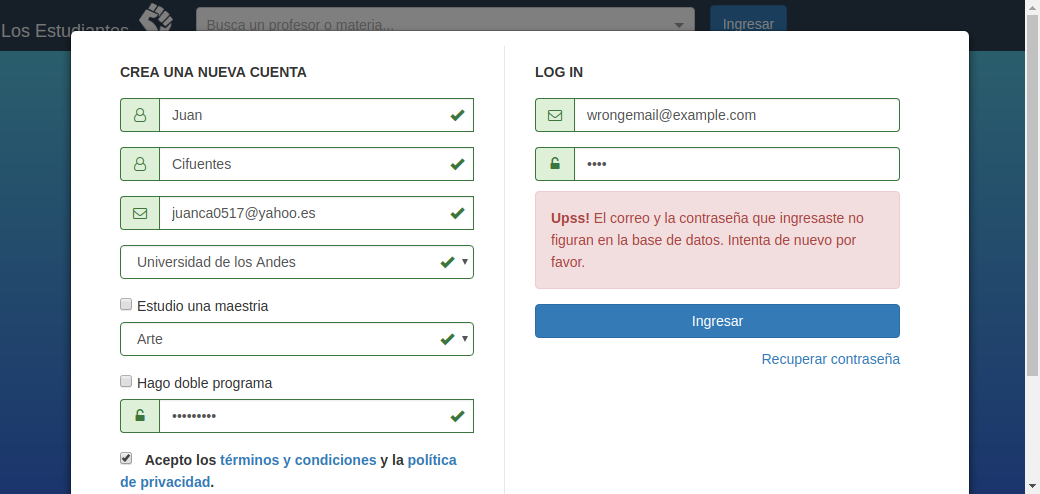 Los Estudiantes
Busca un profesor o materia...
Ingresar
CREA UNA NUEVA CUENTA
Juan
Cifuentes
juanca0517@yahoo.es
Universidad de los Andes
Estudio una maestria
Arte
Hago doble programa
•••••••••
Acepto los términos y condiciones y la política
de privacidad.
LOG IN
wrongemail@example.com
••••
Upss! El correo y la contraseña que ingresaste no
figuran en la base de datos. Intenta de nuevo por
favor.
Ingresar
Recuperar contraseña